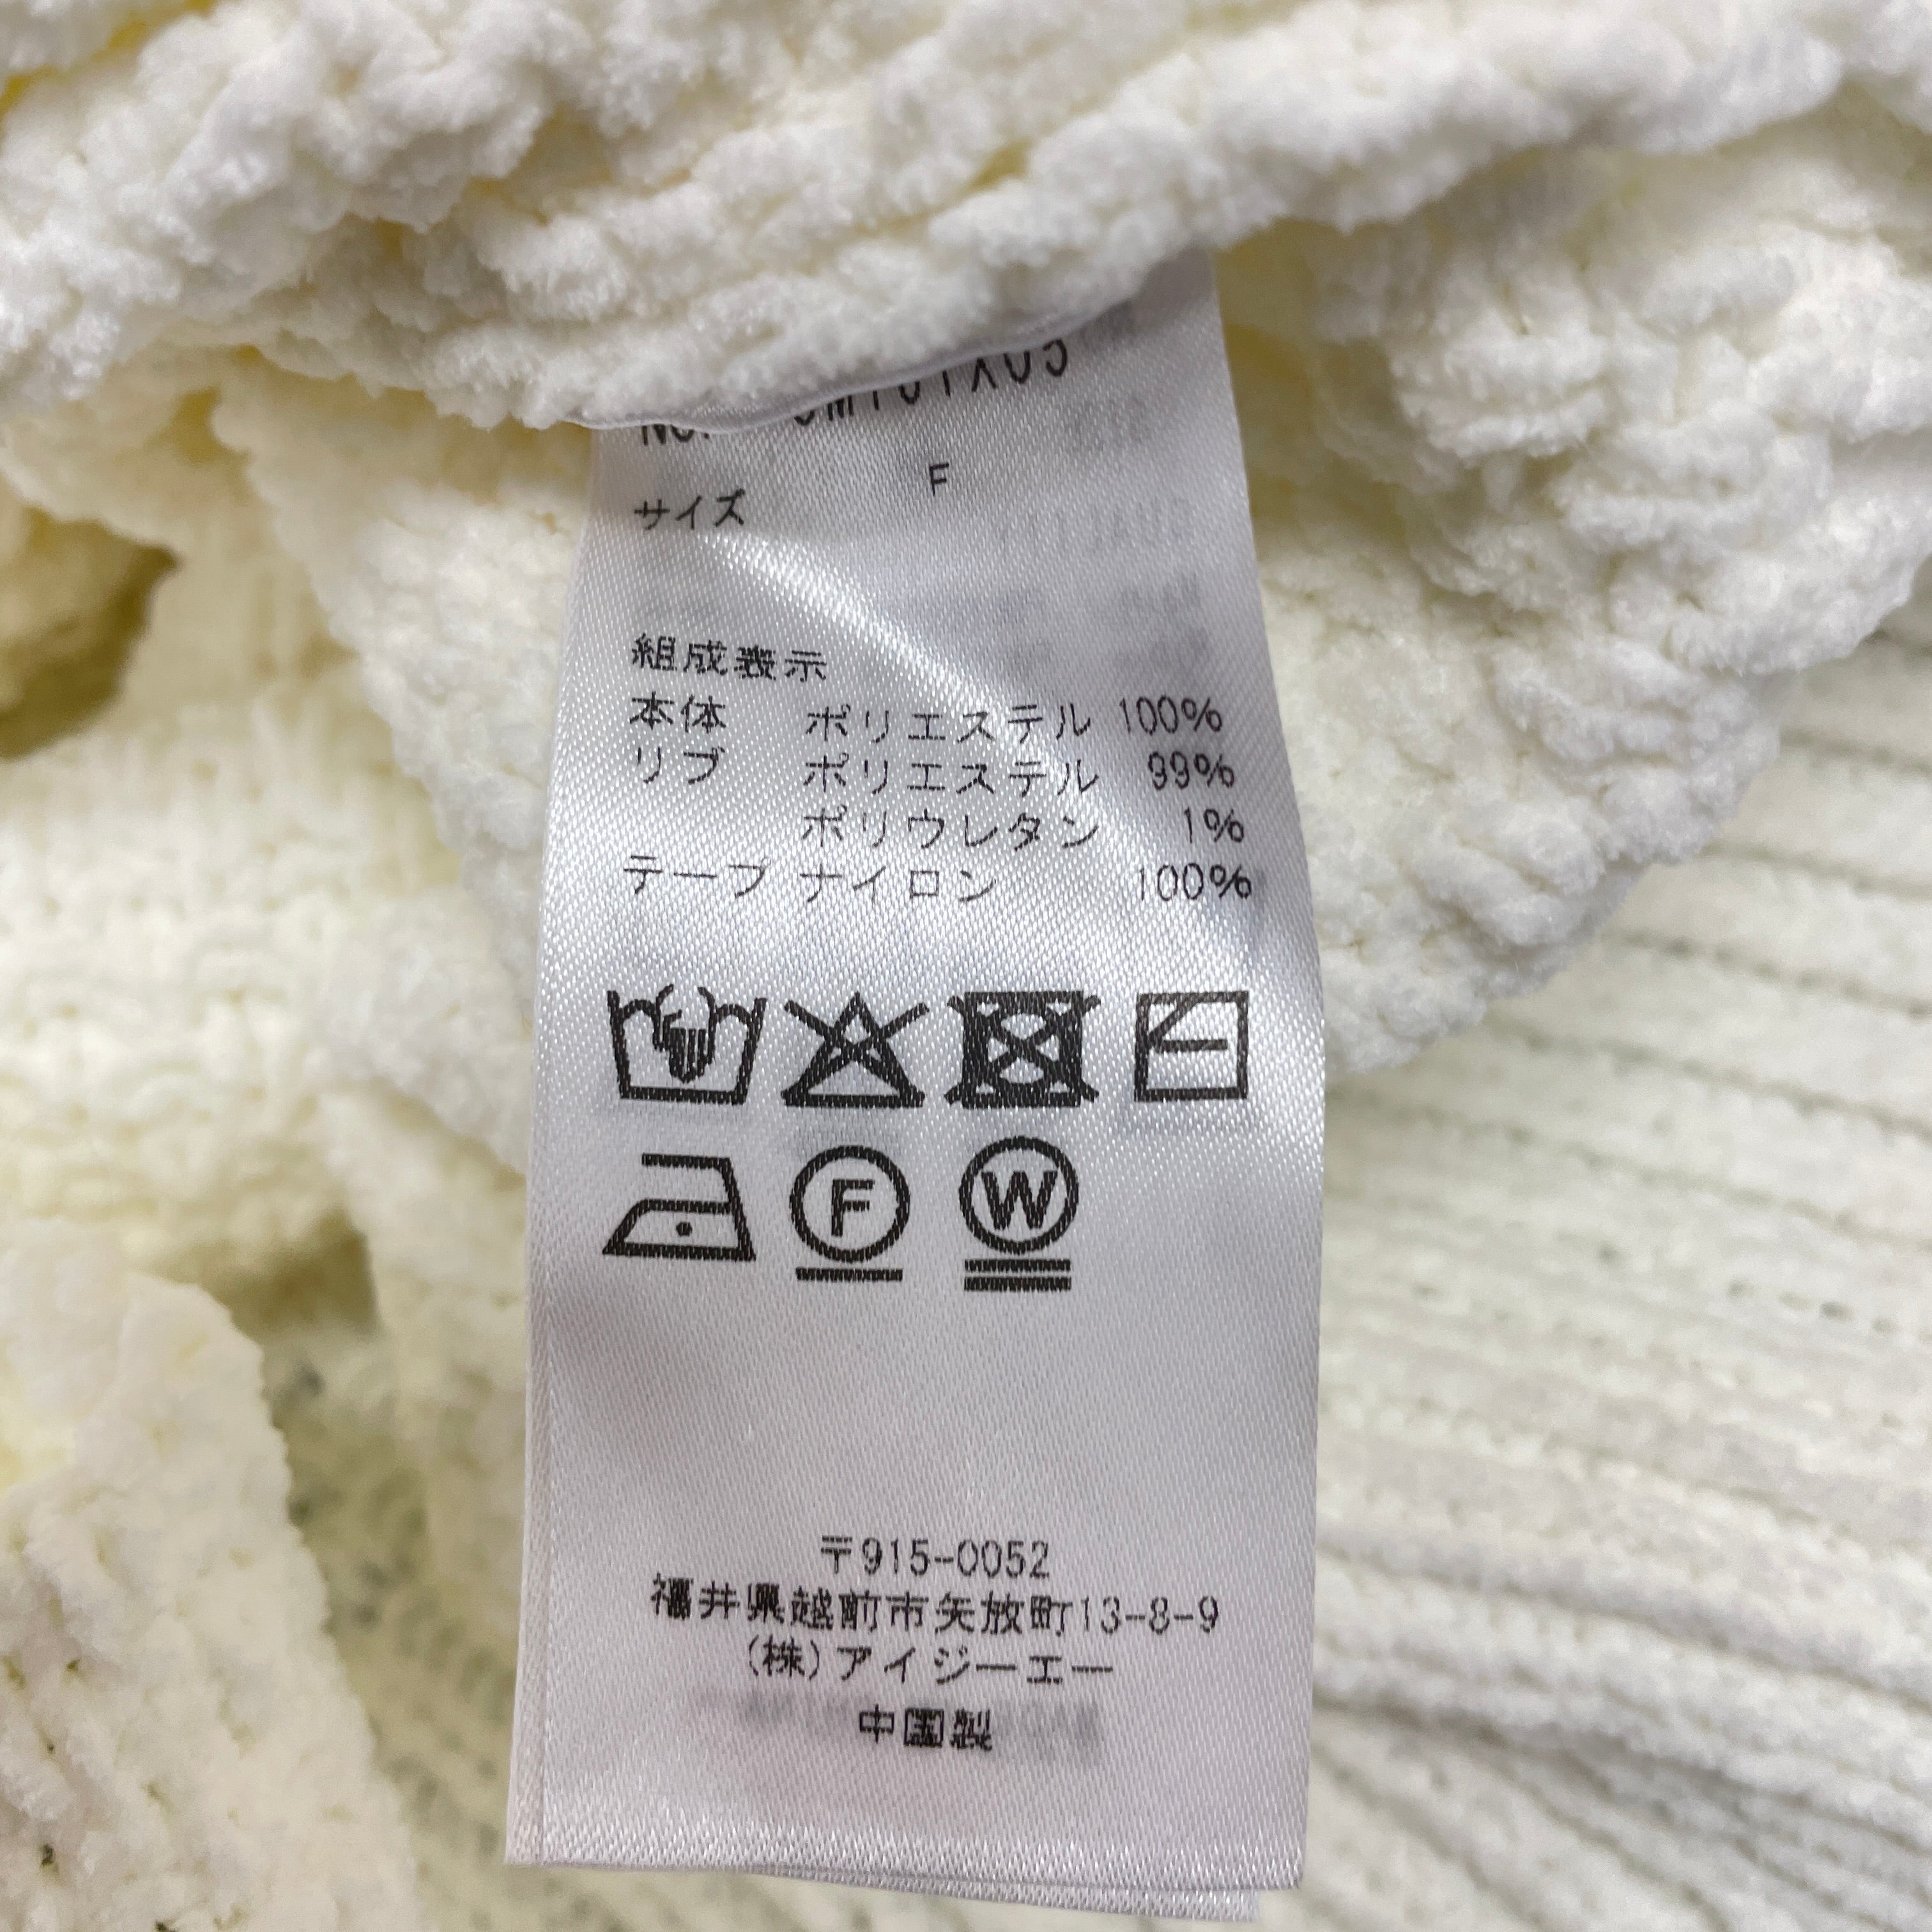 サイズ F
組成表示
本体 ポリエステル 100%
リブ ポリエステル 99%
ポリウレタン 1%
テープ ナイロン 100%
F W
〒915-0052
福井県越前市矢放町13-8-9
(株)アイジーエー
中国製